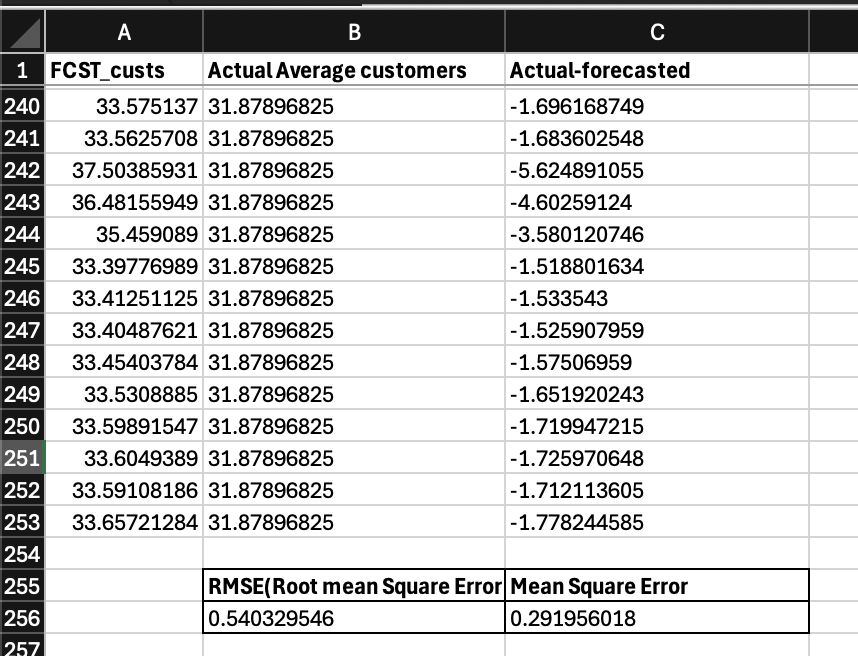 A B C
1 FCST_custs Actual Average customers Actual-forecasted
240 33.575137 31.87896825 -1.696168749
241 33.5625708 31.87896825 -1.683602548
242 37.50385931 31.87896825 -5.624891055
243 36.48155949 31.87896825 -4.60259124
244 35.459089 31.87896825 -3.580120746
245 33.39776989 31.87896825 -1.518801634
246 33.41251125 31.87896825 -1.533543
247 33.40487621 31.87896825 -1.525907959
248 33.45403784 31.87896825 -1.57506959
249 33.5308885 31.87896825 -1.651920243
250 33.59891547 31.87896825 -1.719947215
251 33.6049389 31.87896825 -1.725970648
252 33.59108186 31.87896825 -1.712113605
253 33.65721284 31.87896825 -1.778244585
254
255 RMSE(Root mean Square Error Mean Square Error
256 0.540329546 0.291956018
257